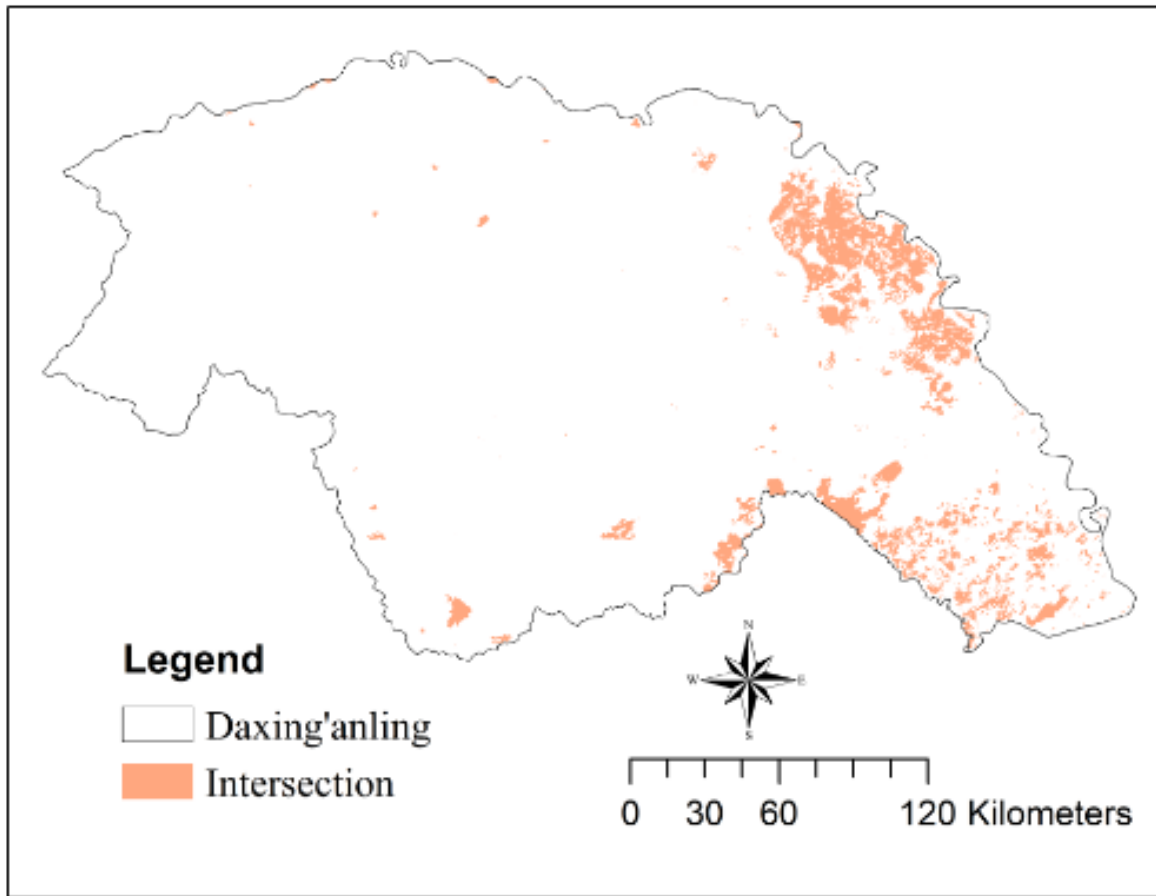 Legend
Daxing'anling
Intersection
N
W E
S
0 30 60 120 Kilometers